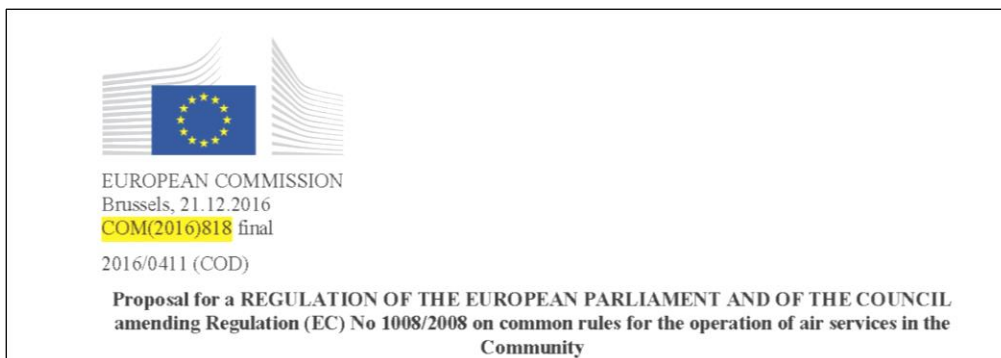 EUROPEAN COMMISSION
Brussels, 21.12.2016
COM(2016)818 final
2016/0411 (COD)
Proposal for a REGULATION OF THE EUROPEAN PARLIAMENT AND OF THE COUNCIL
amending Regulation (EC) No 1008/2008 on common rules for the operation of air services in the
Community